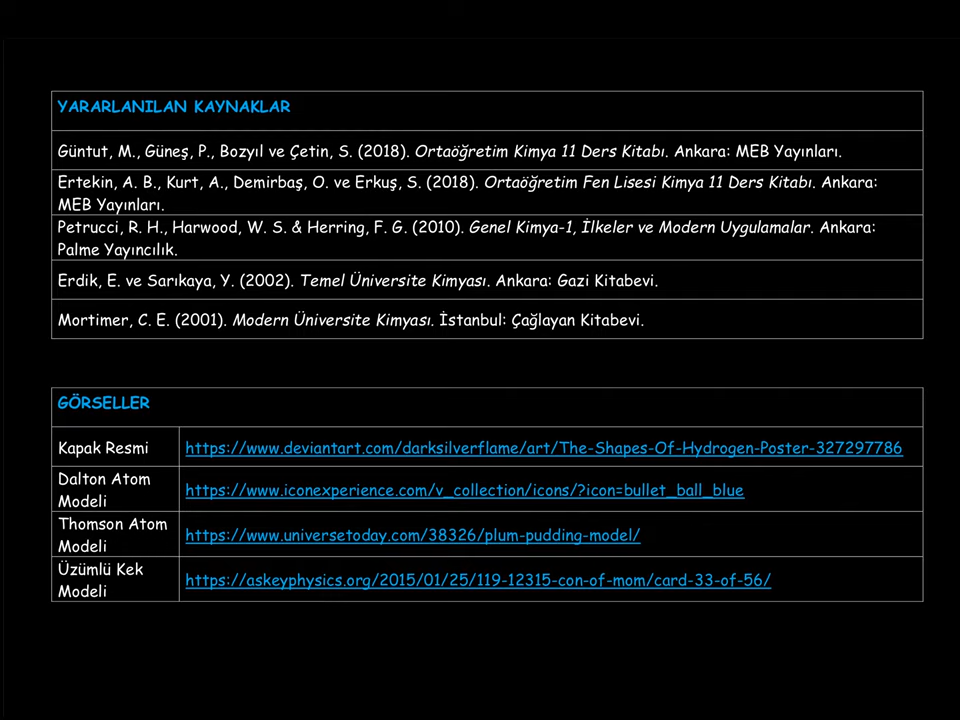 YARARLANILAN KAYNAKLAR
Güntut, M., Güneş, P., Bozyıl ve Çetin, S. (2018). Ortaöğretim Kimya 11 Ders Kitabı. Ankara: MEB Yayınları.
Ertekin, A. B., Kurt, A., Demirbaş, O. ve Erkuş, S. (2018). Ortaöğretim Fen Lisesi Kimya 11 Ders Kitabı. Ankara:
MEB Yayınları.
Petrucci, R. H., Harwood, W. S. & Herring, F. G. (2010). Genel Kimya-1, İlkeler ve Modern Uygulamalar. Ankara:
Palme Yayıncılık.
Erdik, E. ve Sarıkaya, Y. (2002). Temel Üniversite Kimyası. Ankara: Gazi Kitabevi.
Mortimer, C. E. (2001). Modern Üniversite Kimyası. İstanbul: Çağlayan Kitabevi.
GÖRSELLER
Kapak Resmi https://www.deviantart.com/darksilverflame/art/The-Shapes-Of-Hydrogen-Poster-327297786
Dalton Atom
Modeli
https://www.iconexperience.com/v_collection/icons/?icon=bullet_ball_blue
Thomson Atom
Modeli
https://www.universetoday.com/38326/plum-pudding-model/
Üzümlü Kek
Modeli
https://askeyphysics.org/2015/01/25/119-12315-con-of-mom/card-33-of-56/